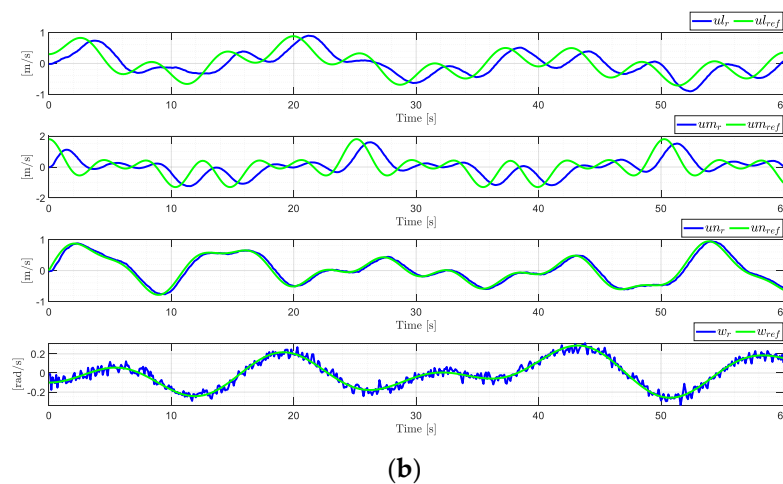 ul_r ul_ref
1
0
-1
[m/s]
0 10 20 30 40 50 6
Time [s]
um_r um_ref
2
0
-2
[m/s]
0 10 20 30 40 50 6
Time [s]
un_r un_ref
1
0
-1
[m/s]
0 10 20 30 40 50 6
Time [s]
w_r w_ref
0.2
0
-0.2
[rad/s]
0 10 20 30 40 50 6
Time [s]
(b)